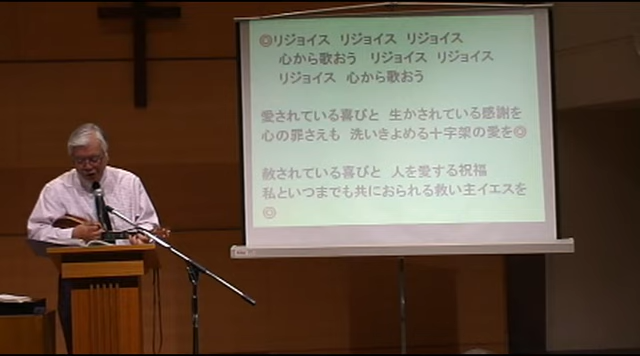 ◎リジョイス リジョイス リジョイス
心から歌おう リジョイス リジョイス
リジョイス 心から歌おう
愛されている喜びと 生かされている感謝を
心の罪さえも 洗いきよめる十字架の愛を◎
赦されている喜びと 人を愛する祝福
私といつまでも共におられる救い主イエスを
◎